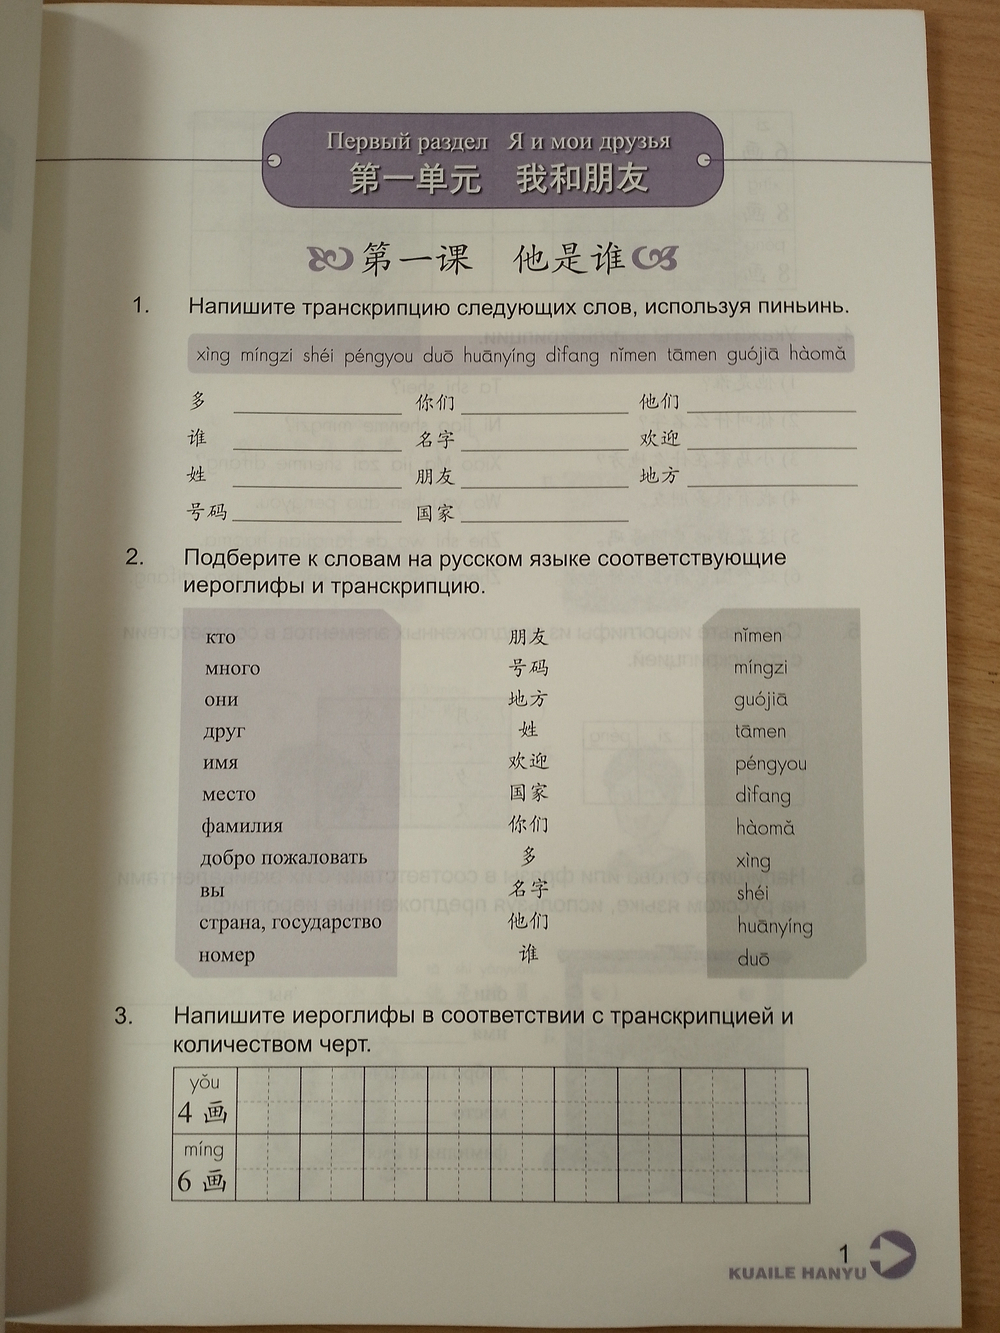 Первый раздел Я и мои друзья
第一单元 我和朋友
第一课 他是谁
1. Напишите транскрипцию следующих слов, используя пиньинь.
xìng míngzi shéi péngyou duō huānyíng dìfang nǐmen tāmen guójiā hàomǎ
多 你们 他们
谁 名字 欢迎
姓 朋友 地方
号码 国家
2. Подберите к словам на русском языке соответствующие
иероглифы и транскрипцию.
кто 朋友 nǐmen
много 号码 míngzi
они 地方 guójiā
друг 姓 tāmen
имя 欢迎 péngyou
место 国家 dìfang
фамилия 你们 hàomǎ
добро пожаловать 多 xìng
вы 名字 shéi
страна, государство 他们 huānyíng
номер 谁 duō
3. Напишите иероглифы в соответствии с транскрипцией и
количеством черт.
yǒu
4 画
míng
6 画
1
KUAILE HANYU